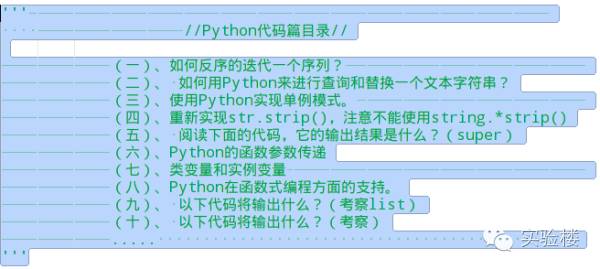 '''
//Python代码篇目录//
(一)、如何反序的迭代一个序列?
(二)、 如何用Python来进行查询和替换一个文本字符串?
(三)、使用Python实现单例模式。
(四)、重新实现str.strip(),注意不能使用string.*strip()
(五)、 阅读下面的代码,它的输出结果是什么?(super)
(六)、Python的函数参数传递
(七)、类变量和实例变量
(八)、Python在函数式编程方面的支持。
(九)、 以下代码将输出什么?(考察list)
(十)、 以下代码将输出什么?(考察)
.....
'''
实验楼